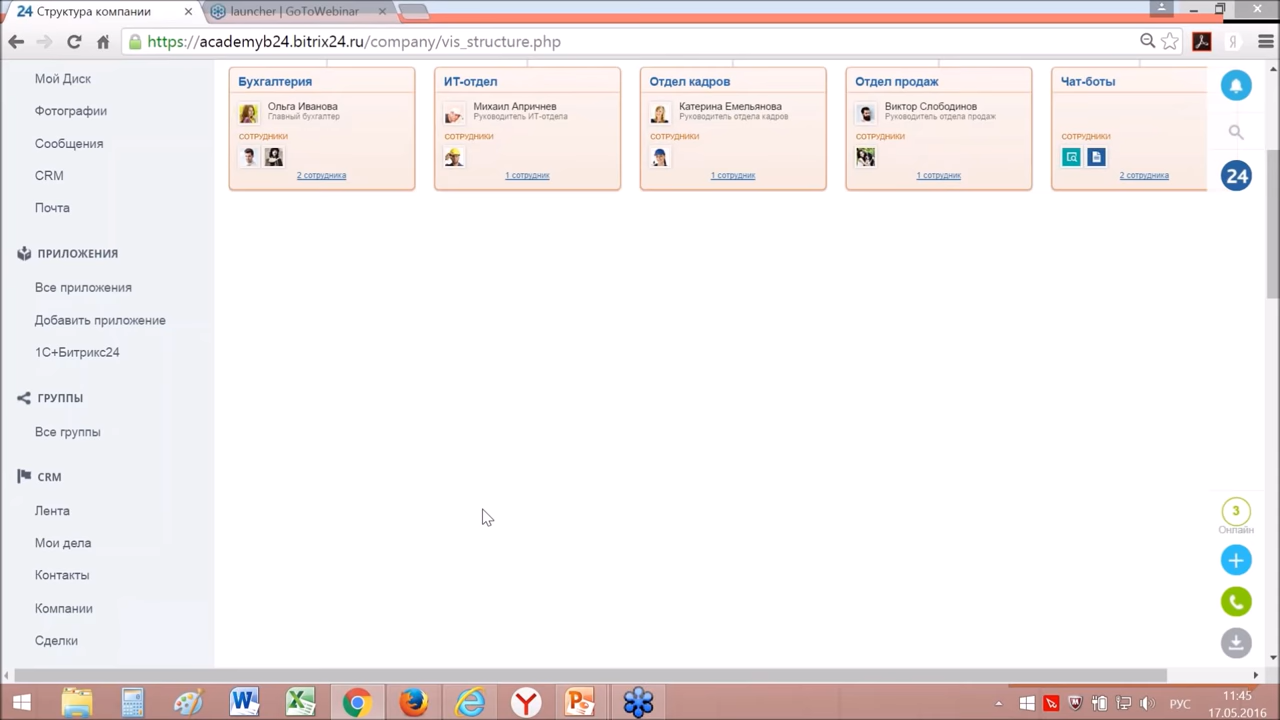 24 Структура компании
launcher | GoToWebinar
https://academyb24.bitrix24.ru/company/vis_structure.php
Мой Диск
Фотографии
Сообщения
CRM
Почта
ПРИЛОЖЕНИЯ
Все приложения
Добавить приложение
1С+Битрикс24
ГРУППЫ
Все группы
CRM
Лента
Мои дела
Контакты
Компании
Сделки
Бухгалтерия
Ольга Иванова
Главный бухгалтер
СОТРУДНИКИ
2 сотрудника
ИТ-отдел
Михаил Апричнев
Руководитель ИТ-отдела
СОТРУДНИКИ
1 сотрудник
Отдел кадров
Катерина Емельянова
Руководитель отдела кадров
СОТРУДНИКИ
1 сотрудник
Отдел продаж
Виктор Слободинов
Руководитель отдела продаж
СОТРУДНИКИ
1 сотрудник
Чат-боты
СОТРУДНИКИ
2 сотрудника
24
3
Онлайн
РУС
11:45
17.05.2016